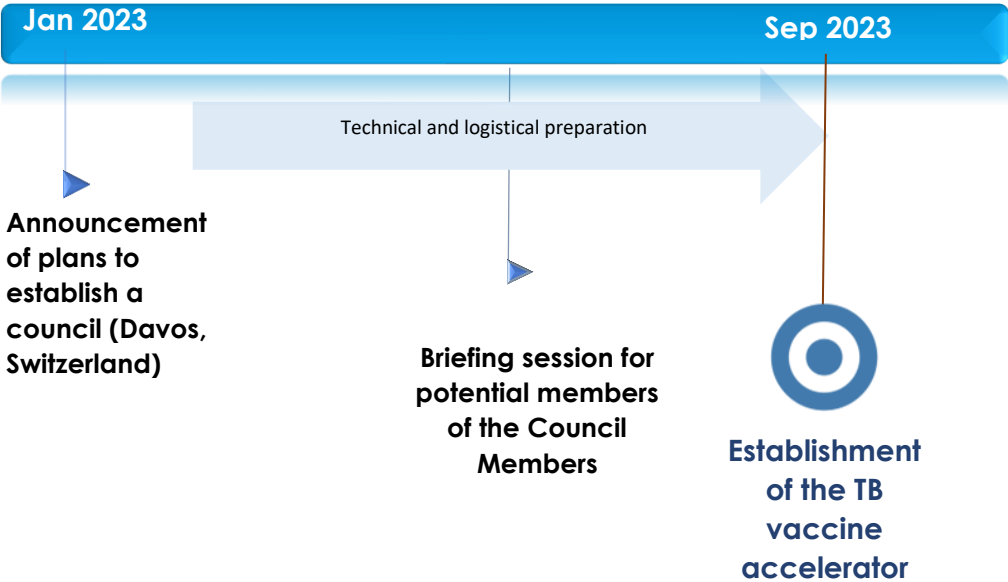 Jan 2023
Sep 2023
Technical and logistical preparation
Announcement
of plans to
establish a
council (Davos,
Switzerland)
Briefing session for
potential members
of the Council
Members
Establishment
of the TB
vaccine
accelerator